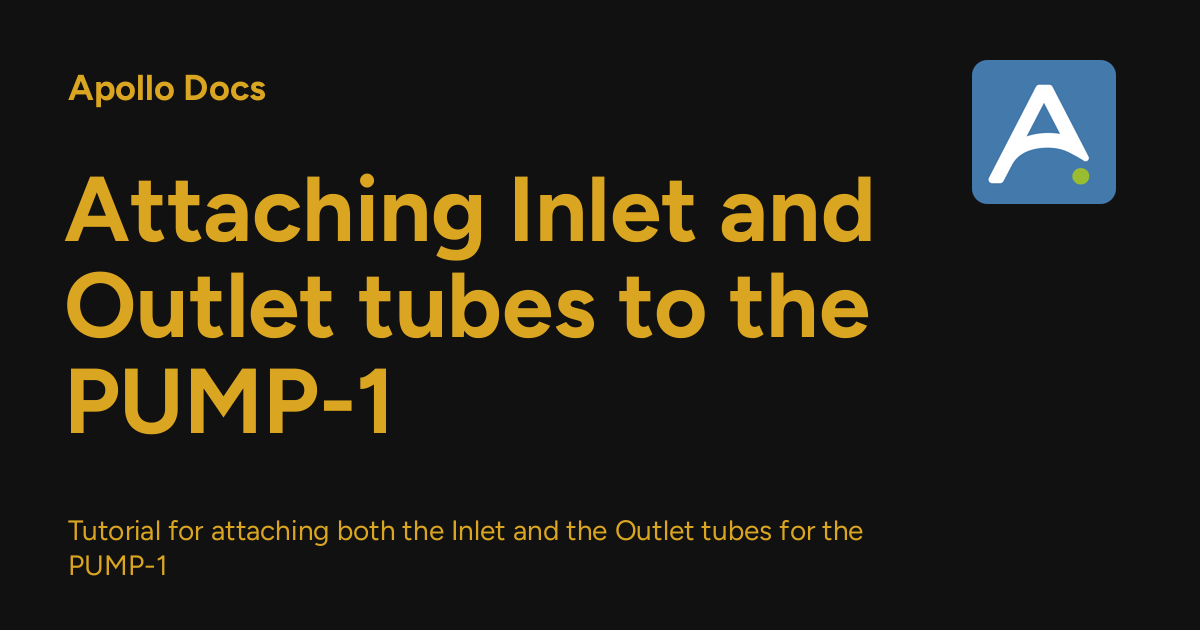 Apollo Docs
Attaching Inlet and
Outlet tubes to the
PUMP-1
Tutorial for attaching both the Inlet and the Outlet tubes for the
PUMP-1